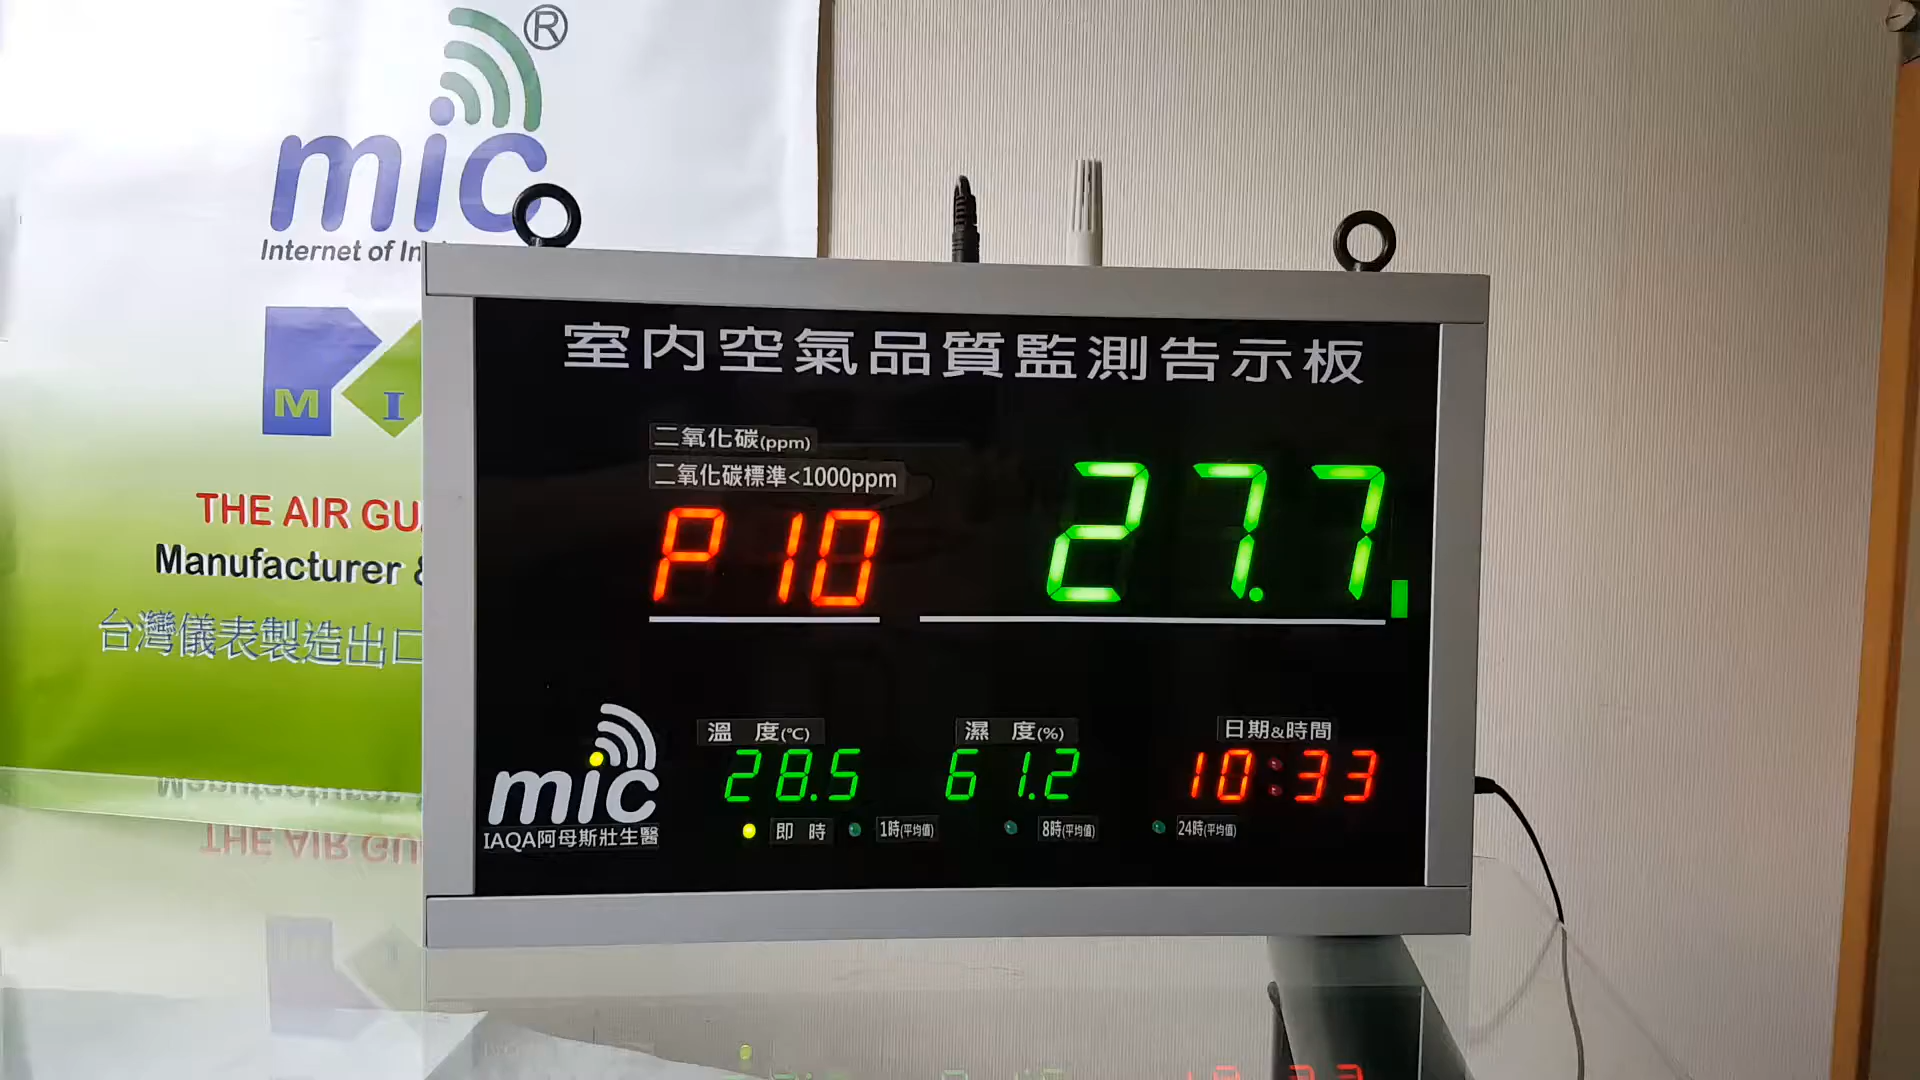 ®
mic
Internet of In
M I
THE AIR GU
Manufacturer &
台灣儀表製造出口
室內空氣品質監測告示板
二氧化碳(ppm)
二氧化碳標準<1000ppm
P10 27.7
溫 度(℃) 濕 度(%) 日期&時間
28.5 61.2 10:33
即 時 1時(平均值) 8時(平均值) 24時(平均值)
mic
IAQA阿母斯壯生醫